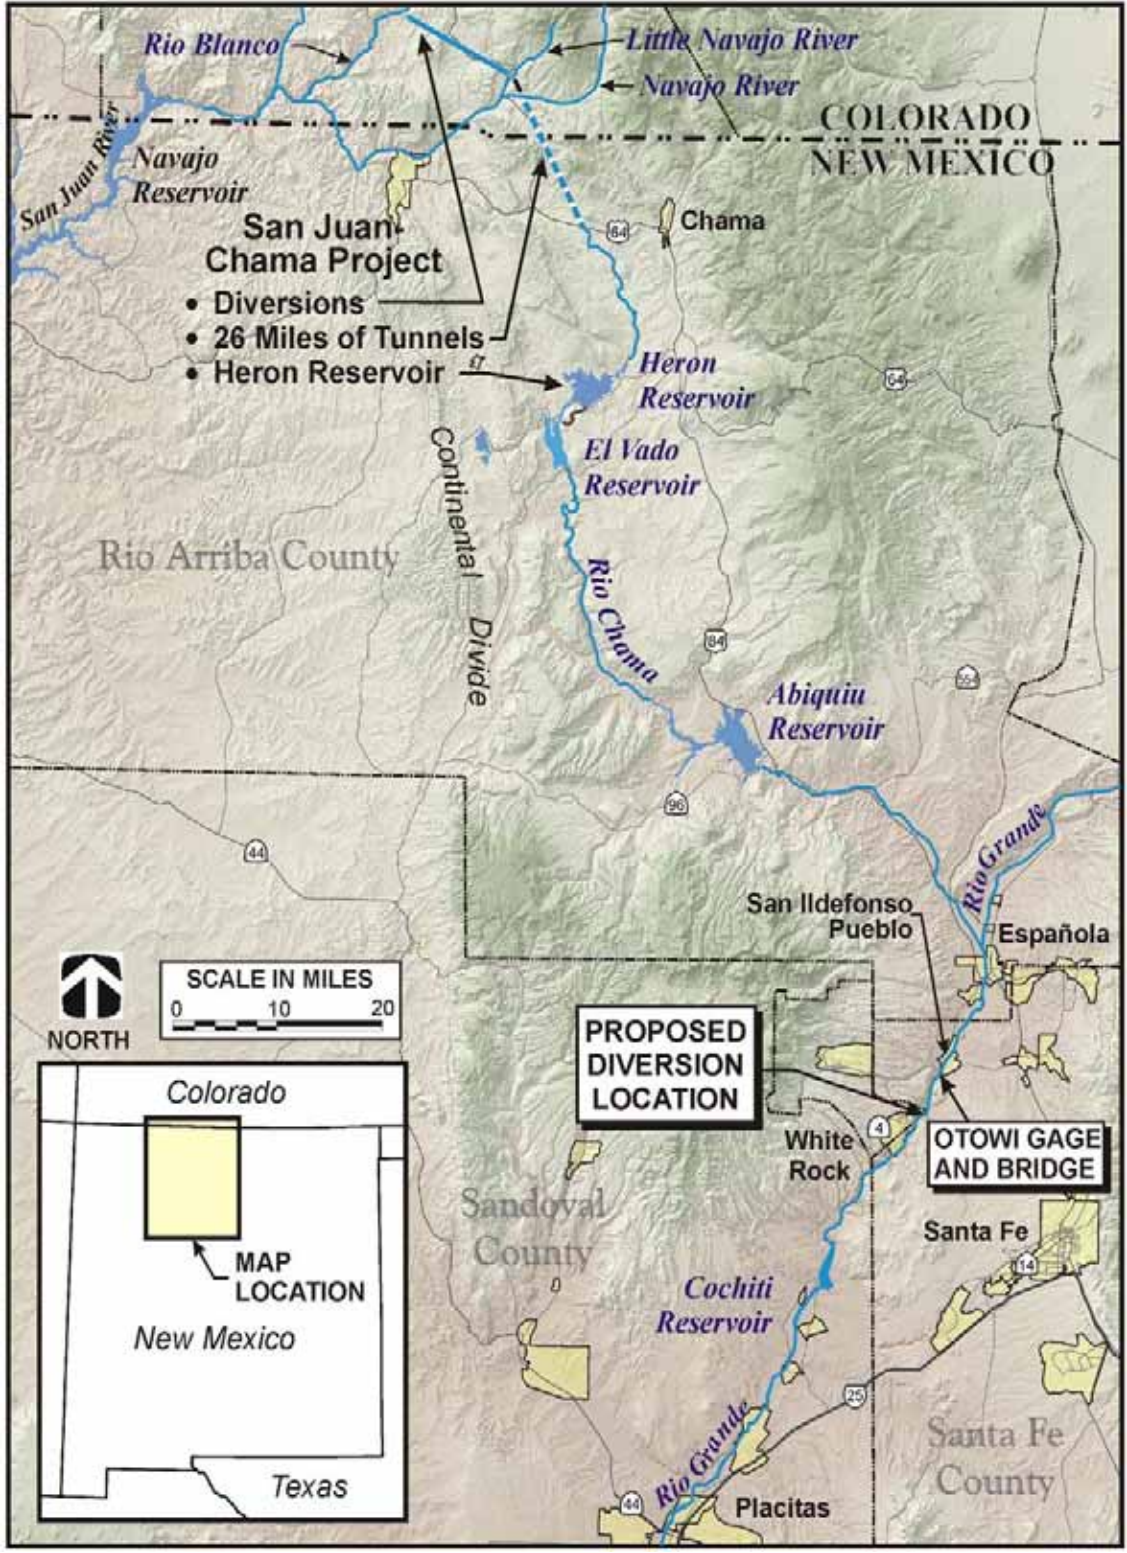 Rio Blanco
Little Navajo River
Navajo River
COLORADO
NEW MEXICO
San Juan River
Navajo
Reservoir
San Juan-
Chama Project
• Diversions
• 26 Miles of Tunnels
• Heron Reservoir
84
Chama
Heron
Reservoir
64
El Vado
Reservoir
Continental Divide
Rio Arriba County
Rio Chama
84
554
Abiquiu
Reservoir
96
44
Rio Grande
San Ildefonso
Pueblo
Española
NORTH
SCALE IN MILES
0 10 20
PROPOSED
DIVERSION
LOCATION
White
Rock
4
OTOWI GAGE
AND BRIDGE
Colorado
MAP
LOCATION
New Mexico
Texas
Sandoval
County
Santa Fe
14
Cochiti
Reservoir
25
Santa Fe
County
Rio Grande
44
Placitas